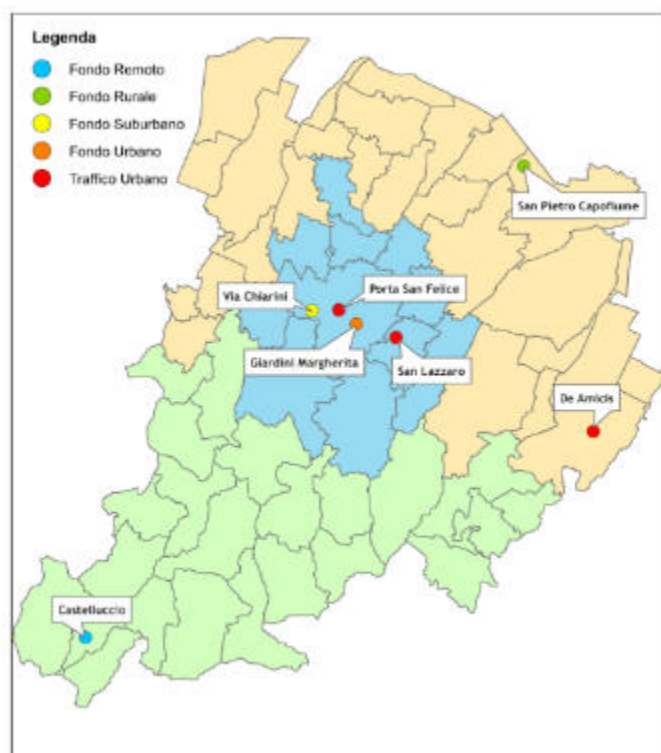 Legenda
Fondo Remoto
Fondo Rurale
Fondo Suburbano
Fondo Urbano
Traffico Urbano
San Pietro Capofiume
Via Chiarini
Porta San Felice
Giardini Margherita
San Lazzaro
De Amicis
Castelluccio